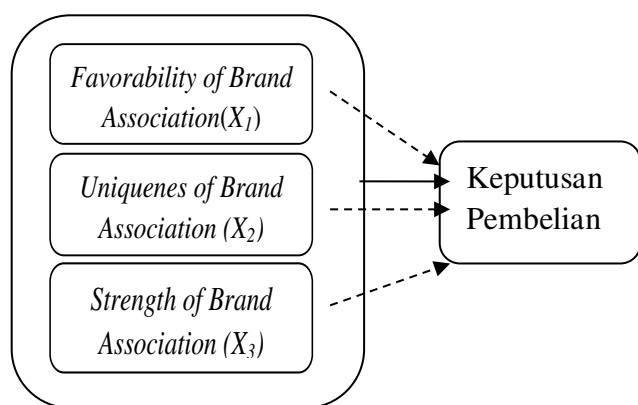 Favorability of Brand
Association(X1)
Uniquenes of Brand
Association (X2)
Strength of Brand
Association (X3)
Keputusan
Pembelian